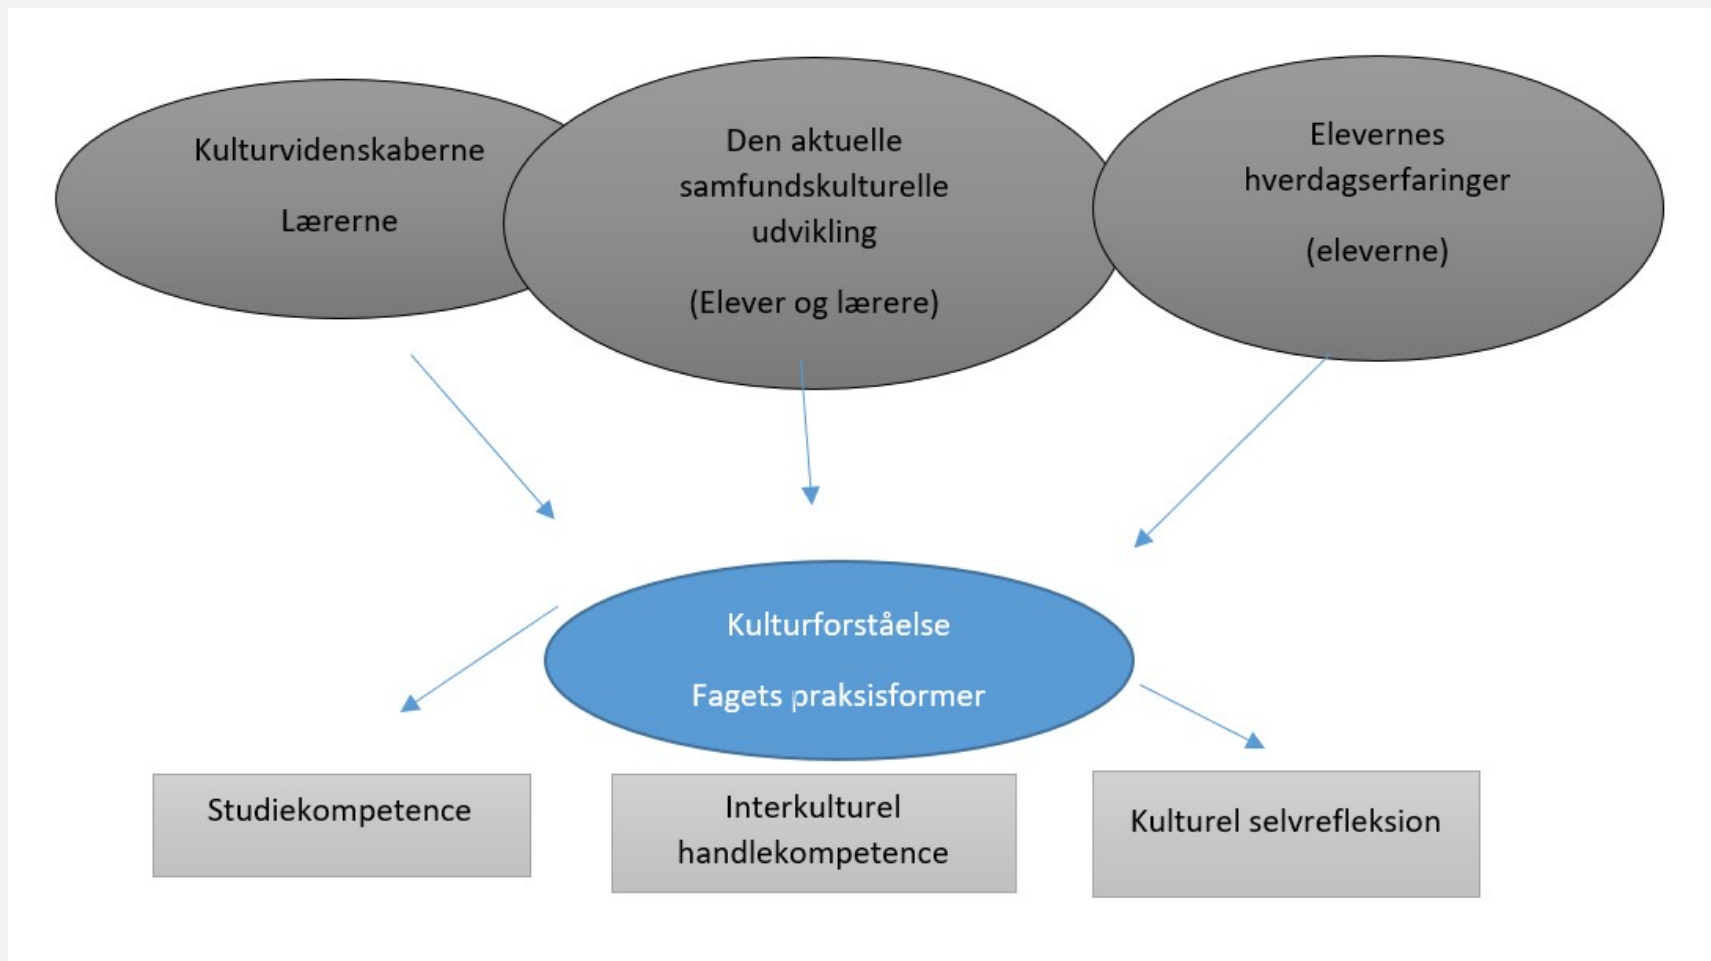 Kulturvidenskaberne
Lærerne
Den aktuelle
samfundskulturelle
udvikling
(Elever og lærere)
Elevernes
hverdagserfaringer
(eleverne)
Kulturforståelse
Fagets praksisformer
Studiekompetence
Interkulturel
handlekompetence
Kulturel selvrefleksion